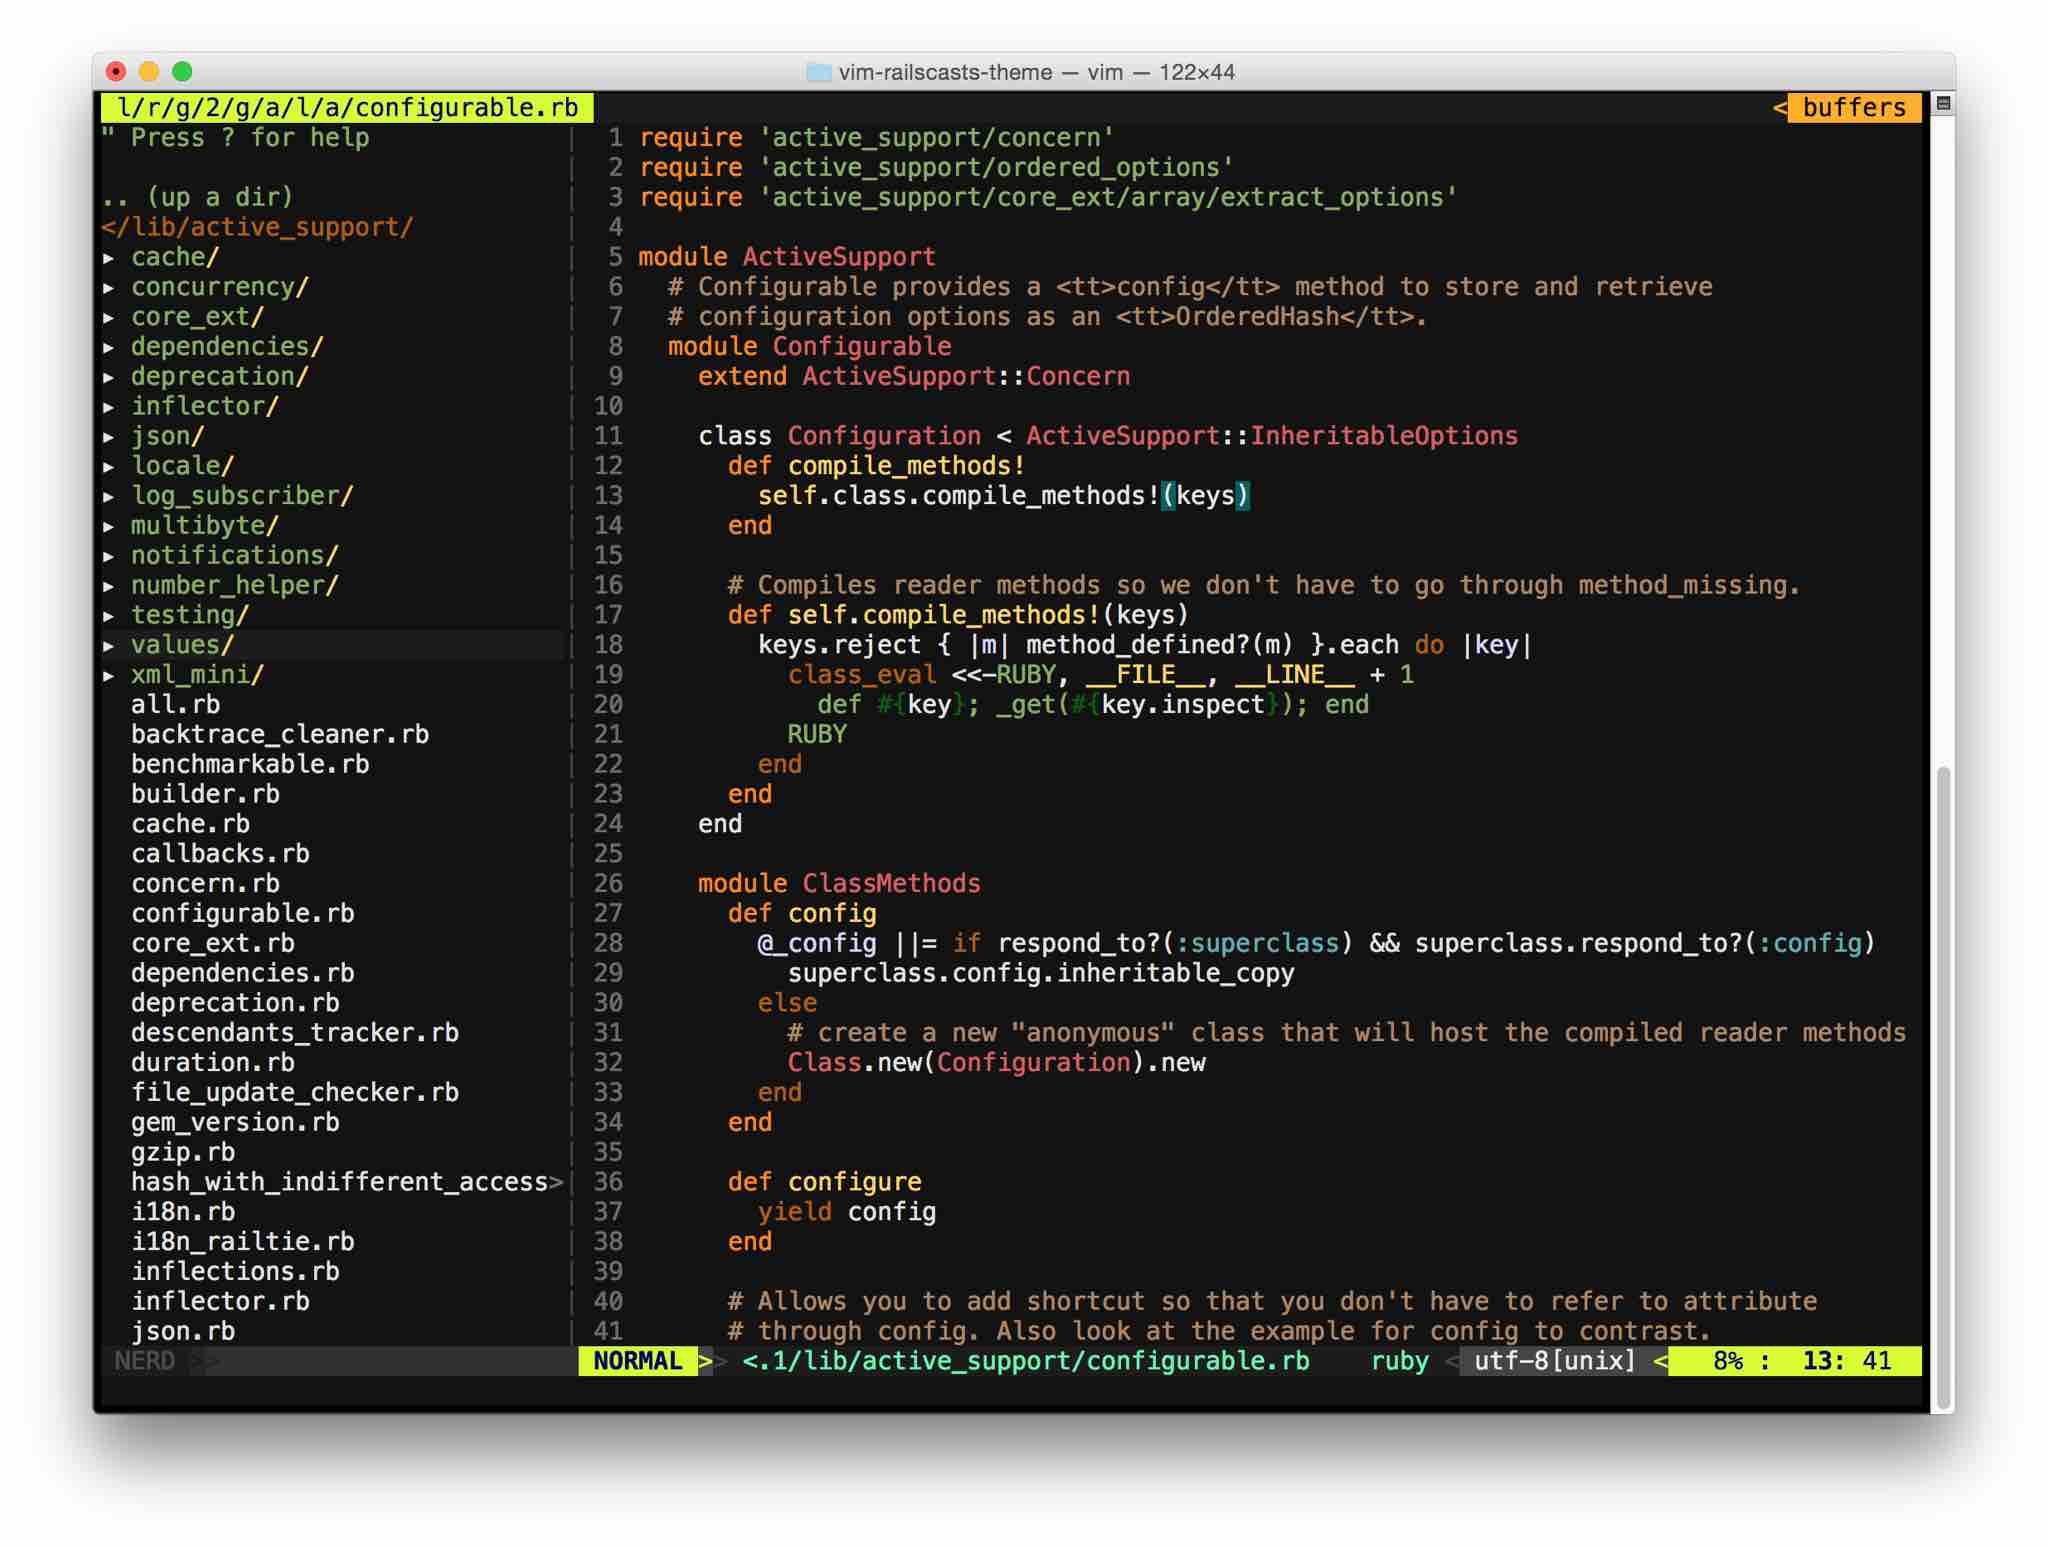 vim-railscasts-theme — vim — 122×44
l/r/g/2/g/a/l/a/configurable.rb
< buffers
" Press ? for help
.. (up a dir)
</lib/active_support/
▸ cache/
▸ concurrency/
▸ core_ext/
▸ dependencies/
▸ deprecation/
▸ inflector/
▸ json/
▸ locale/
▸ log_subscriber/
▸ multibyte/
▸ notifications/
▸ number_helper/
▸ testing/
▸ values/
▸ xml_mini/
all.rb
backtrace_cleaner.rb
benchmarkable.rb
builder.rb
cache.rb
callbacks.rb
concern.rb
configurable.rb
core_ext.rb
dependencies.rb
deprecation.rb
descendants_tracker.rb
duration.rb
file_update_checker.rb
gem_version.rb
gzip.rb
hash_with_indifferent_access>
i18n.rb
i18n_railtie.rb
inflections.rb
inflector.rb
json.rb
1 require 'active_support/concern'
2 require 'active_support/ordered_options'
3 require 'active_support/core_ext/array/extract_options'
4
5 module ActiveSupport
6   # Configurable provides a <tt>config</tt> method to store and retrieve
7   # configuration options as an <tt>OrderedHash</tt>.
8   module Configurable
9     extend ActiveSupport::Concern
10
11     class Configuration < ActiveSupport::InheritableOptions
12       def compile_methods!
13         self.class.compile_methods!(keys)
14       end
15
16       # Compiles reader methods so we don't have to go through method_missing.
17       def self.compile_methods!(keys)
18         keys.reject { |m| method_defined?(m) }.each do |key|
19           class_eval <<-RUBY, __FILE__, __LINE__ + 1
20             def #{key}; _get(#{key.inspect}); end
21           RUBY
22         end
23       end
24     end
25
26     module ClassMethods
27       def config
28         @_config ||= if respond_to?(:superclass) && superclass.respond_to?(:config)
29           superclass.config.inheritable_copy
30         else
31           # create a new "anonymous" class that will host the compiled reader methods
32           Class.new(Configuration).new
33         end
34       end
35
36       def configure
37         yield config
38       end
39
40       # Allows you to add shortcut so that you don't have to refer to attribute
41       # through config. Also look at the example for config to contrast.
NERD >>
NORMAL >> <.1/lib/active_support/configurable.rb ruby < utf-8[unix] < 8% : 13: 41